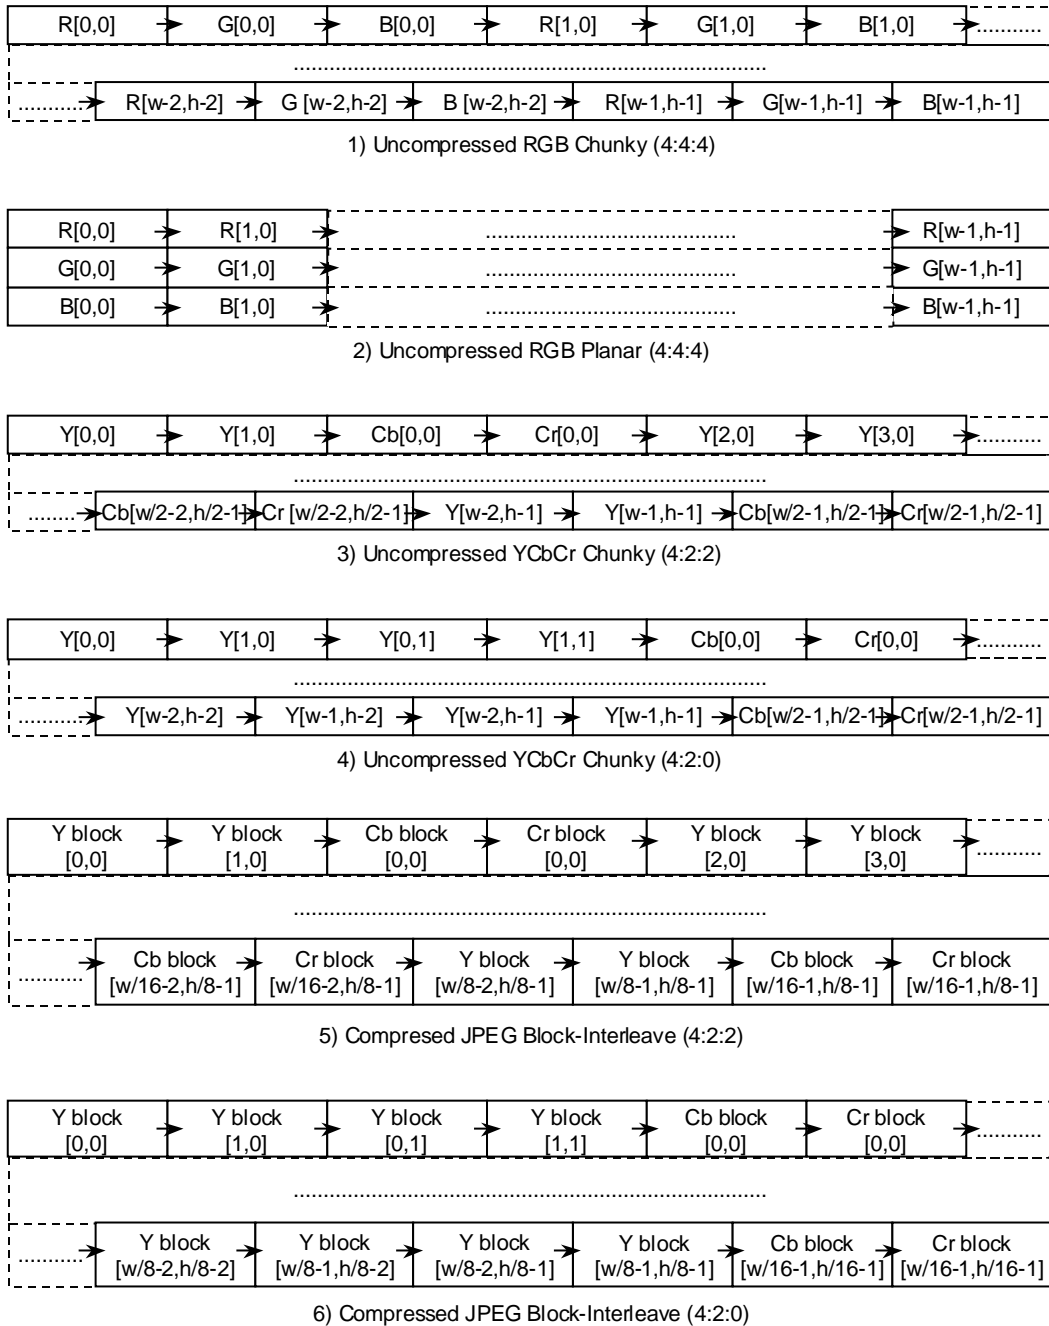 R[0,0] G[0,0] B[0,0] R[1,0] G[1,0] B[1,0] ...........
................................................................................
........... R[w-2,h-2] G [w-2,h-2] B [w-2,h-2] R[w-1,h-1] G[w-1,h-1] B[w-1,h-1]
1) Uncompressed RGB Chunky (4:4:4)
R[0,0] R[1,0] .......................................... R[w-1,h-1]
G[0,0] G[1,0] .......................................... G[w-1,h-1]
B[0,0] B[1,0] .......................................... B[w-1,h-1]
2) Uncompressed RGB Planar (4:4:4)
Y[0,0] Y[1,0] Cb[0,0] Cr[0,0] Y[2,0] Y[3,0] ...........
................................................................................
........ Cb[w/2-2,h/2-1] Cr [w/2-2,h/2-1] Y[w-2,h-1] Y[w-1,h-1] Cb[w/2-1,h/2-1] Cr[w/2-1,h/2-1]
3) Uncompressed YCbCr Chunky (4:2:2)
Y[0,0] Y[1,0] Y[0,1] Y[1,1] Cb[0,0] Cr[0,0] ...........
................................................................................
........... Y[w-2,h-2] Y[w-1,h-2] Y[w-2,h-1] Y[w-1,h-1] Cb[w/2-1,h/2-1] Cr[w/2-1,h/2-1]
4) Uncompressed YCbCr Chunky (4:2:0)
Y block Y block Cb block Cr block Y block Y block
[0,0] [1,0] [0,0] [0,0] [2,0] [3,0] ...........
................................................................................
Cb block Cr block Y block Y block Cb block Cr block
........... [w/16-2,h/8-1] [w/16-2,h/8-1] [w/8-2,h/8-1] [w/8-1,h/8-1] [w/16-1,h/8-1] [w/16-1,h/8-1]
5) Compresed JPEG Block-Interleave (4:2:2)
Y block Y block Y block Y block Cb block Cr block
[0,0] [1,0] [0,1] [1,1] [0,0] [0,0] ...........
................................................................................
Y block Y block Y block Y block Cb block Cr block
........... [w/8-2,h/8-2] [w/8-1,h/8-2] [w/8-2,h/8-1] [w/8-1,h/8-1] [w/16-1,h/16-1] [w/16-1,h/16-1]
6) Compressed JPEG Block-Interleave (4:2:0)